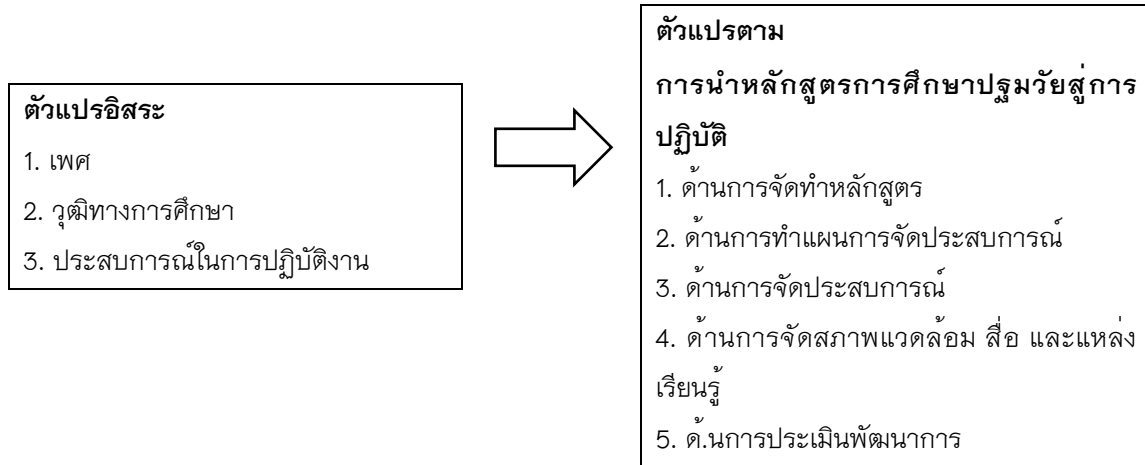 ตัวแปรอิสระ
1. เพศ
2. วุฒิทางการศึกษา
3. ประสบการณ์ในการปฏิบัติงาน
ตัวแปรตาม
การนำหลักสูตรการศึกษาปฐมวัยสู่การ
ปฏิบัติ
1. ด้านการจัดทำหลักสูตร
2. ด้านการทำแผนการจัดประสบการณ์
3. ด้านการจัดประสบการณ์
4. ด้านการจัดสภาพแวดล้อม สื่อ และแหล่ง
เรียนรู้
5. ด้.นการประเมินพัฒนาการ